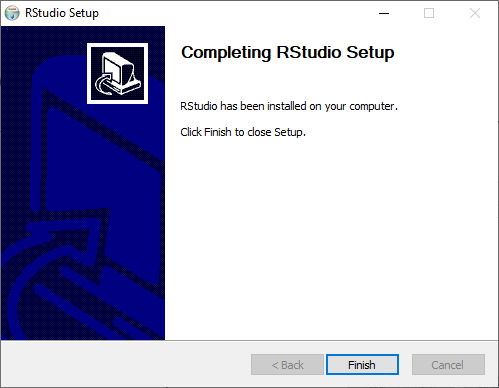 RStudio Setup
Completing RStudio Setup
RStudio has been installed on your computer.
Click Finish to close Setup.
< Back
Finish
Cancel